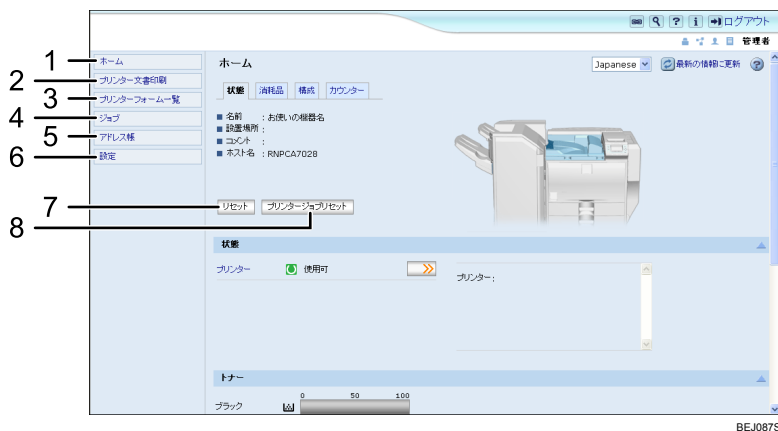 ログアウト
管理者
1 ホーム
2 プリンター文書印刷
3 プリンターフォーム一覧
4 ジョブ
5 アドレス帳
6 設定
ホーム
Japanese 最新の情報に更新
状態 消耗品 構成 カウンター
名前 : お使いの機器名
設置場所 :
コメント :
ホスト名 : RNPCA7028
7 リセット プリンタージョブリセット
8
状態
プリンター 使用可
プリンター :
トナー
0 50 100
ブラック
BEJ087S